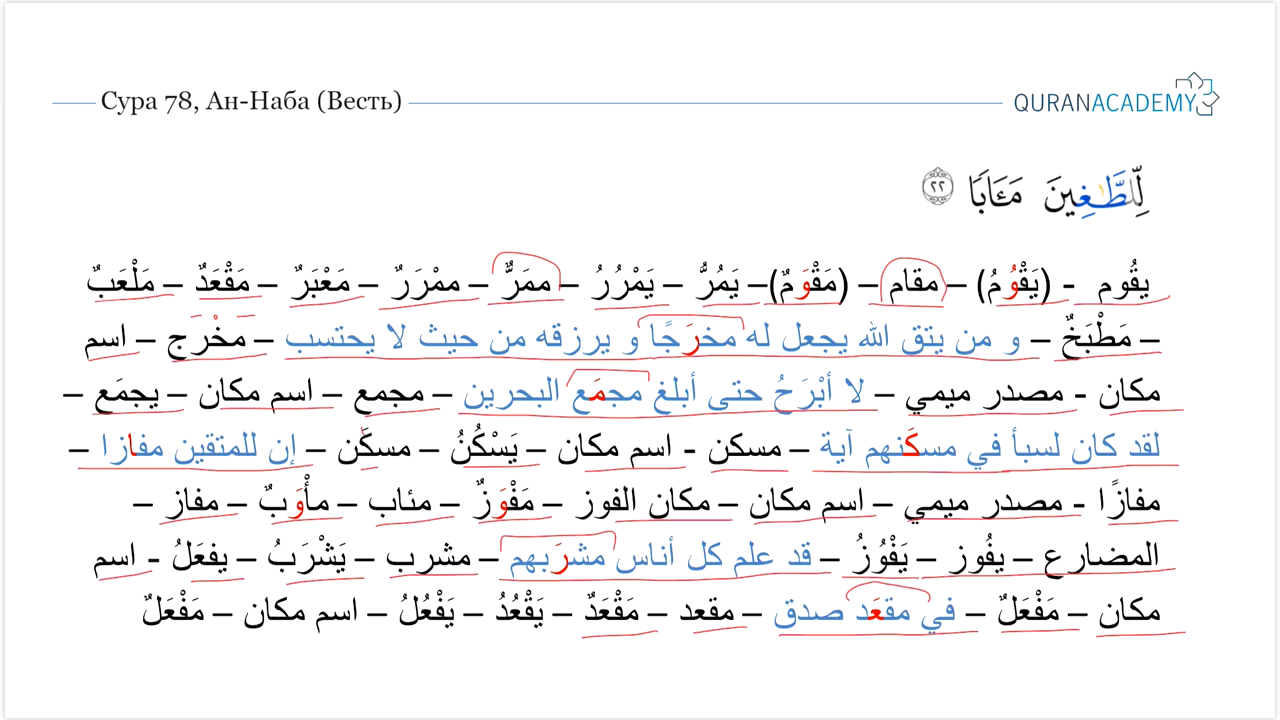 Сура 78, Ан-Наба (Весть)
QURANACADEMY
لِّلطَّـٰغِينَ مَـَٔابًا ٢٢
يقُوم - (يَقْوُمُ) – مقام – (مَقْوَمٌ)– يَمُرُّ – يَمْرُرُ – ممَرٌّ – ممْرَرٌ – مَعْبَرٌ – مَقْعَدٌ – مَلْعَبٌ
– مَطْبَخٌ – و من يتق الله يجعل له مخرَجًا و يرزقه من حيث لا يحتسب – مخْرج – اسم
مكان - مصدر ميمي – لا أبْرَحُ حتى أبلغ مجمَع البحرين – مجمع – اسم مكان – يجمَع –
لقد كان لسبأ في مسكَنهم آية – مسكن - اسم مكان – يَسْكُنُ – مسكَن – إن للمتقين مفازا –
مفازًا - مصدر ميمي – اسم مكان – مكان الفوز – مَفْوَزٌ – مئاب – مأْوَبٌ – مفاز –
المضارع – يفُوز – يَفْوُزُ – قد علم كل أناس مشرَبهم – مشرب – يَشْرَبُ – يفعَلُ - اسم
مكان – مَفْعَلٌ – في مقعَد صدق – مقعد – مَقْعَدٌ – يَقْعُدُ – يَفْعُلُ – اسم مكان – مَفْعَلٌ